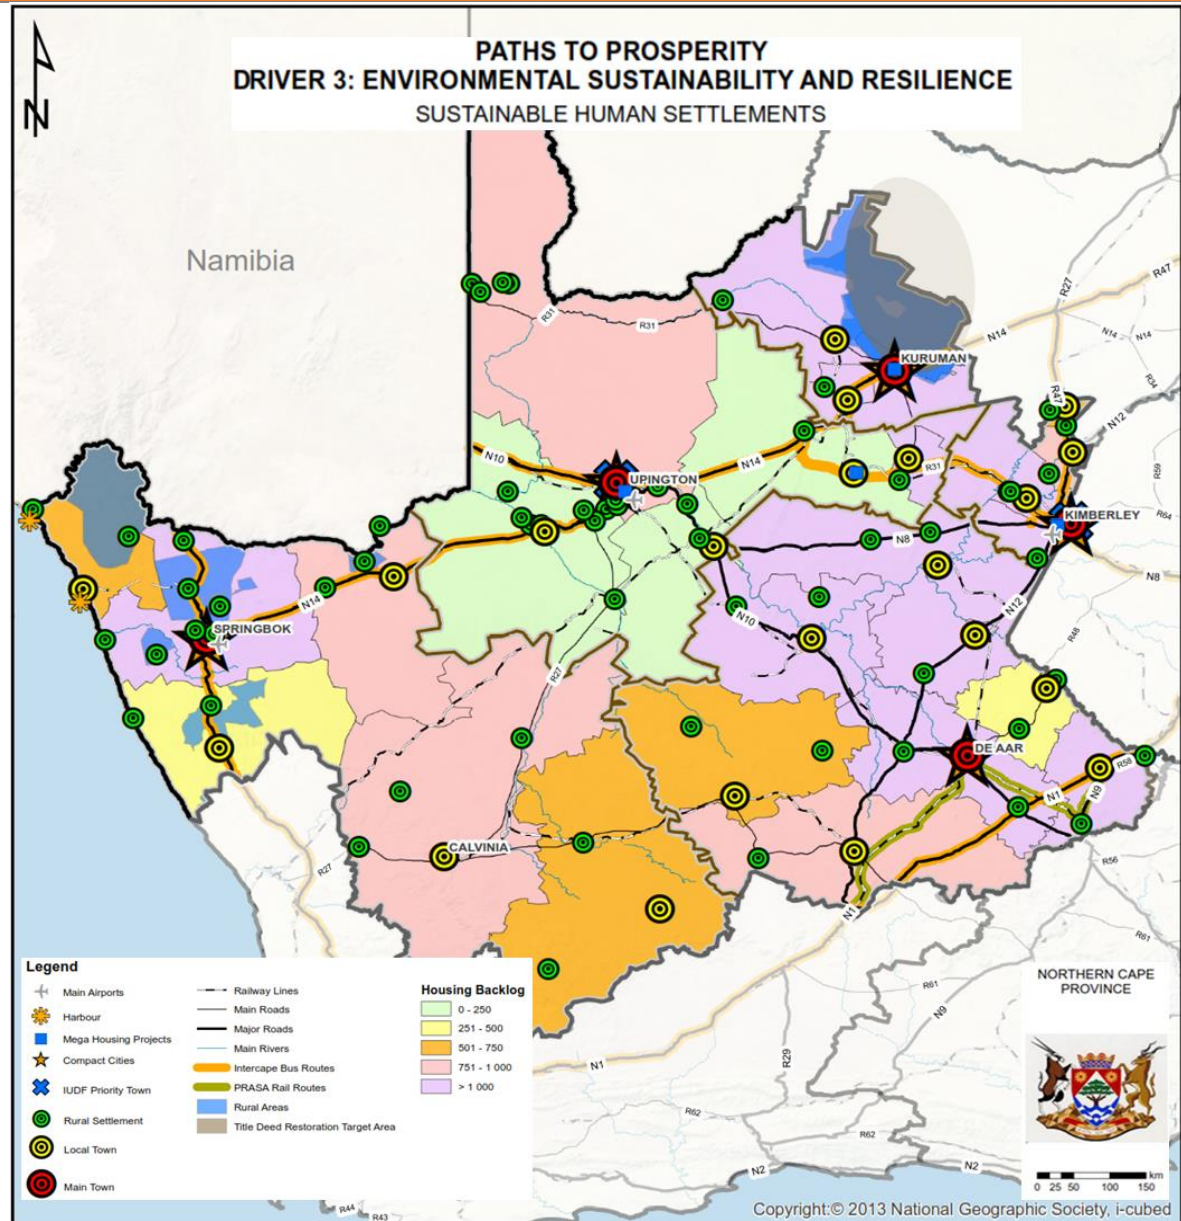 PATHS TO PROSPERITY
DRIVER 3: ENVIRONMENTAL SUSTAINABILITY AND RESILIENCE
SUSTAINABLE HUMAN SETTLEMENTS
N
Namibia
R47
R27
R31
R31
N14
N14
N14
KURUMAN
R47
R34
N12
N10
N14
UPINGTON
R31
R59
KIMBERLEY
R64
N8
N8
N14
SPRINGBOK
N10
N12
R48
R27
DE AAR
R58
N1
N9
CALVINIA
R27
R56
N1
R61
Legend
Main Airports
Harbour
Mega Housing Projects
Compact Cities
IUDF Priority Town
Rural Settlement
Local Town
Main Town
Railway Lines
Main Roads
Major Roads
Main Rivers
Intercape Bus Routes
PRASA Rail Routes
Rural Areas
Title Deed Restoration Target Area
Housing Backlog
0 - 250
251 - 500
501 - 750
751 - 1 000
> 1 000
NORTHERN CAPE
PROVINCE
R61
N9
N1
R29
R62
R62
N2
N2
R44
R43
km
0 25 50 100 150
Copyright:© 2013 National Geographic Society, i-cubed